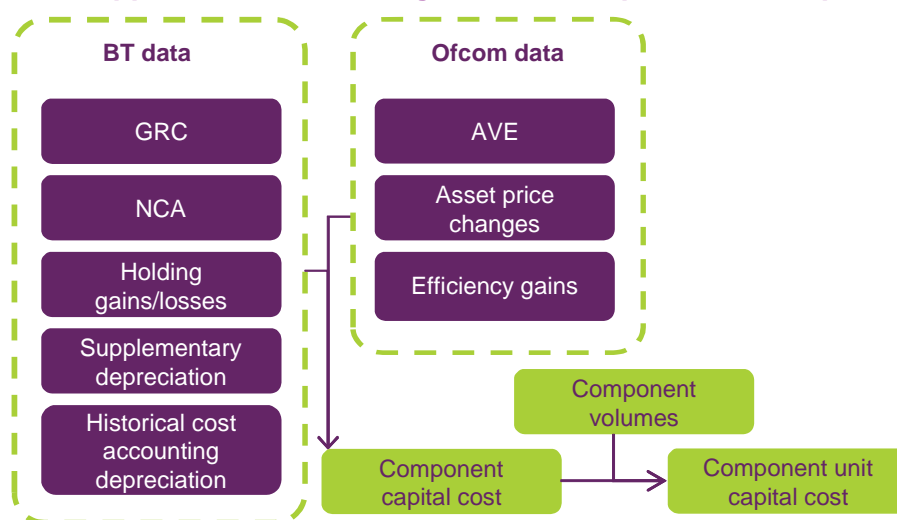 BT data
GRC
NCA
Holding
gains/losses
Supplementary
depreciation
Historical cost
accounting
depreciation
Ofcom data
AVE
Asset price
changes
Efficiency gains
Component
volumes
Component
capital cost
Component unit
capital cost